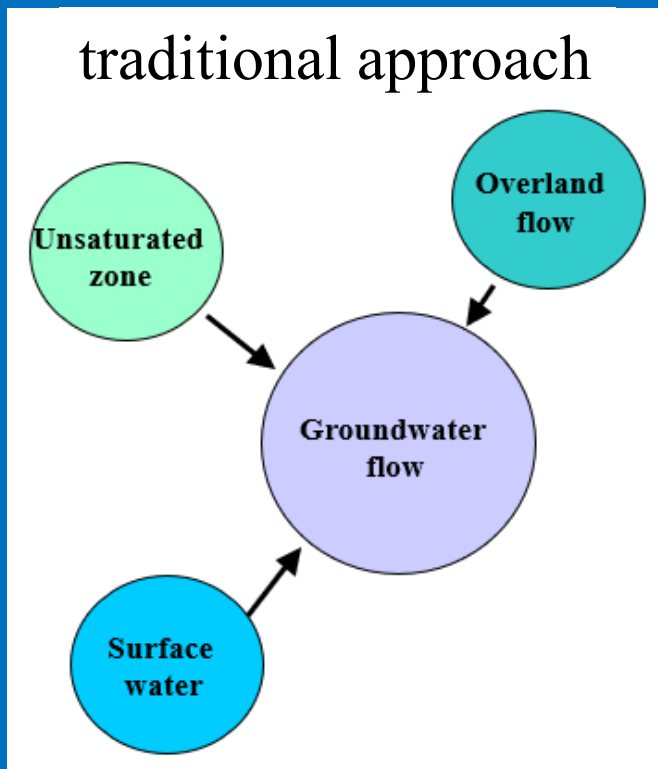 traditional approach
Unsaturated
zone
Overland
flow
Groundwater
flow
Surface
water